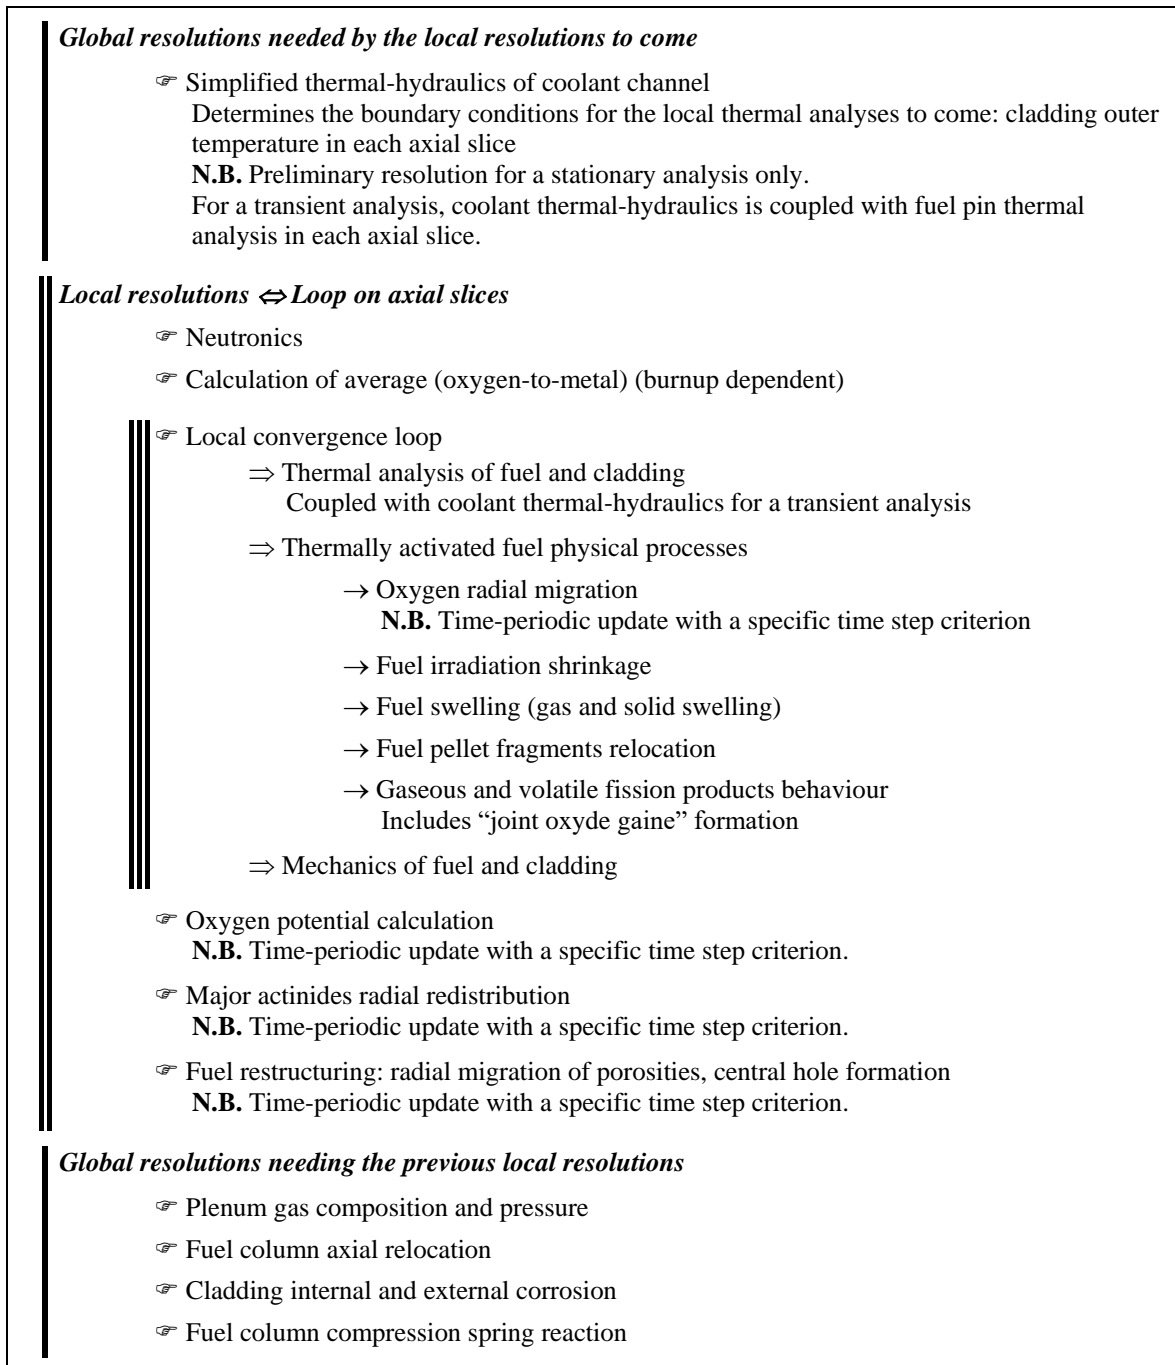 Global resolutions needed by the local resolutions to come
☞ Simplified thermal-hydraulics of coolant channel
Determines the boundary conditions for the local thermal analyses to come: cladding outer
temperature in each axial slice
N.B. Preliminary resolution for a stationary analysis only.
For a transient analysis, coolant thermal-hydraulics is coupled with fuel pin thermal
analysis in each axial slice.
Local resolutions ⇔ Loop on axial slices
☞ Neutronics
☞ Calculation of average (oxygen-to-metal) (burnup dependent)
☞ Local convergence loop
⇒ Thermal analysis of fuel and cladding
Coupled with coolant thermal-hydraulics for a transient analysis
⇒ Thermally activated fuel physical processes
→ Oxygen radial migration
N.B. Time-periodic update with a specific time step criterion
→ Fuel irradiation shrinkage
→ Fuel swelling (gas and solid swelling)
→ Fuel pellet fragments relocation
→ Gaseous and volatile fission products behaviour
Includes “joint oxyde gaine” formation
⇒ Mechanics of fuel and cladding
☞ Oxygen potential calculation
N.B. Time-periodic update with a specific time step criterion.
☞ Major actinides radial redistribution
N.B. Time-periodic update with a specific time step criterion.
☞ Fuel restructuring: radial migration of porosities, central hole formation
N.B. Time-periodic update with a specific time step criterion.
Global resolutions needing the previous local resolutions
☞ Plenum gas composition and pressure
☞ Fuel column axial relocation
☞ Cladding internal and external corrosion
☞ Fuel column compression spring reaction